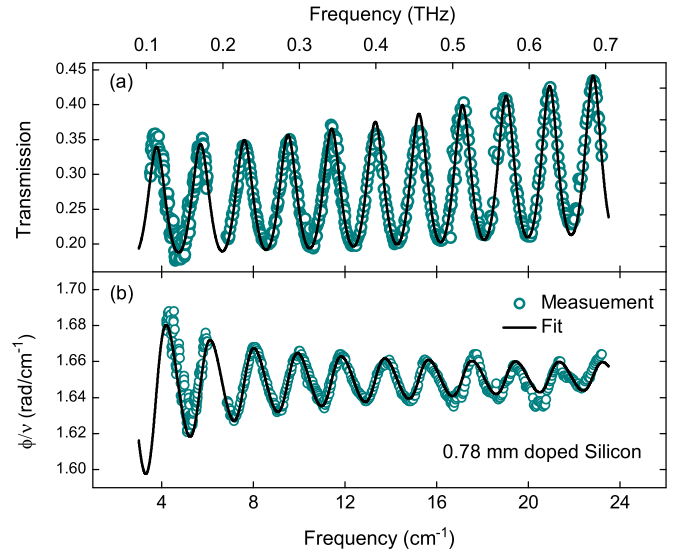 Frequency (THz)
0.1 0.2 0.3 0.4 0.5 0.6 0.7
(a)
Transmission
0.45
0.40
0.35
0.30
0.25
0.20
(b)
ϕ/ν (rad/cm⁻¹)
1.70
1.68
1.66
1.64
1.62
1.60
Measuement
Fit
0.78 mm doped Silicon
4 8 12 16 20 24
Frequency (cm⁻¹)